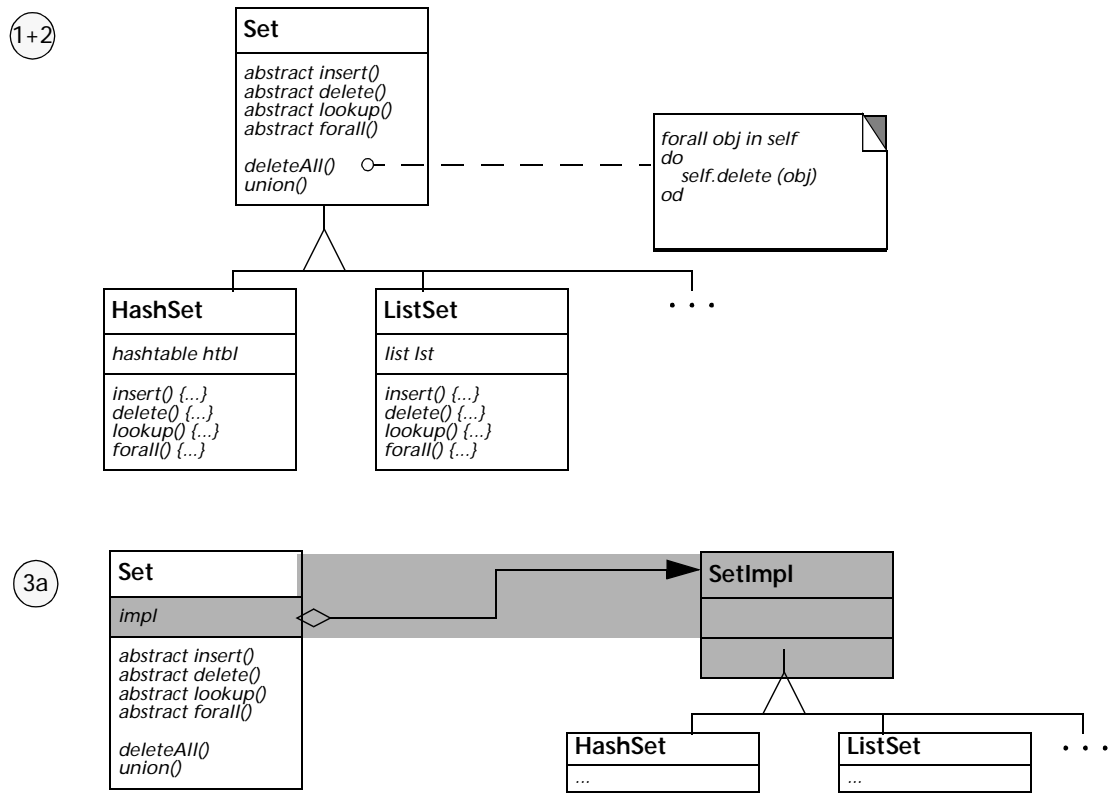 1+2
Set
abstract insert()
abstract delete()
abstract lookup()
abstract forall()
deleteAll()
union()
forall obj in self
do
self.delete (obj)
od
HashSet
hashtable htbl
insert() {...}
delete() {...}
lookup() {...}
forall() {...}
ListSet
list lst
insert() {...}
delete() {...}
lookup() {...}
forall() {...}
. . .
3a
Set
impl
abstract insert()
abstract delete()
abstract lookup()
abstract forall()
deleteAll()
union()
SetImpl
HashSet
...
ListSet
...
. . .